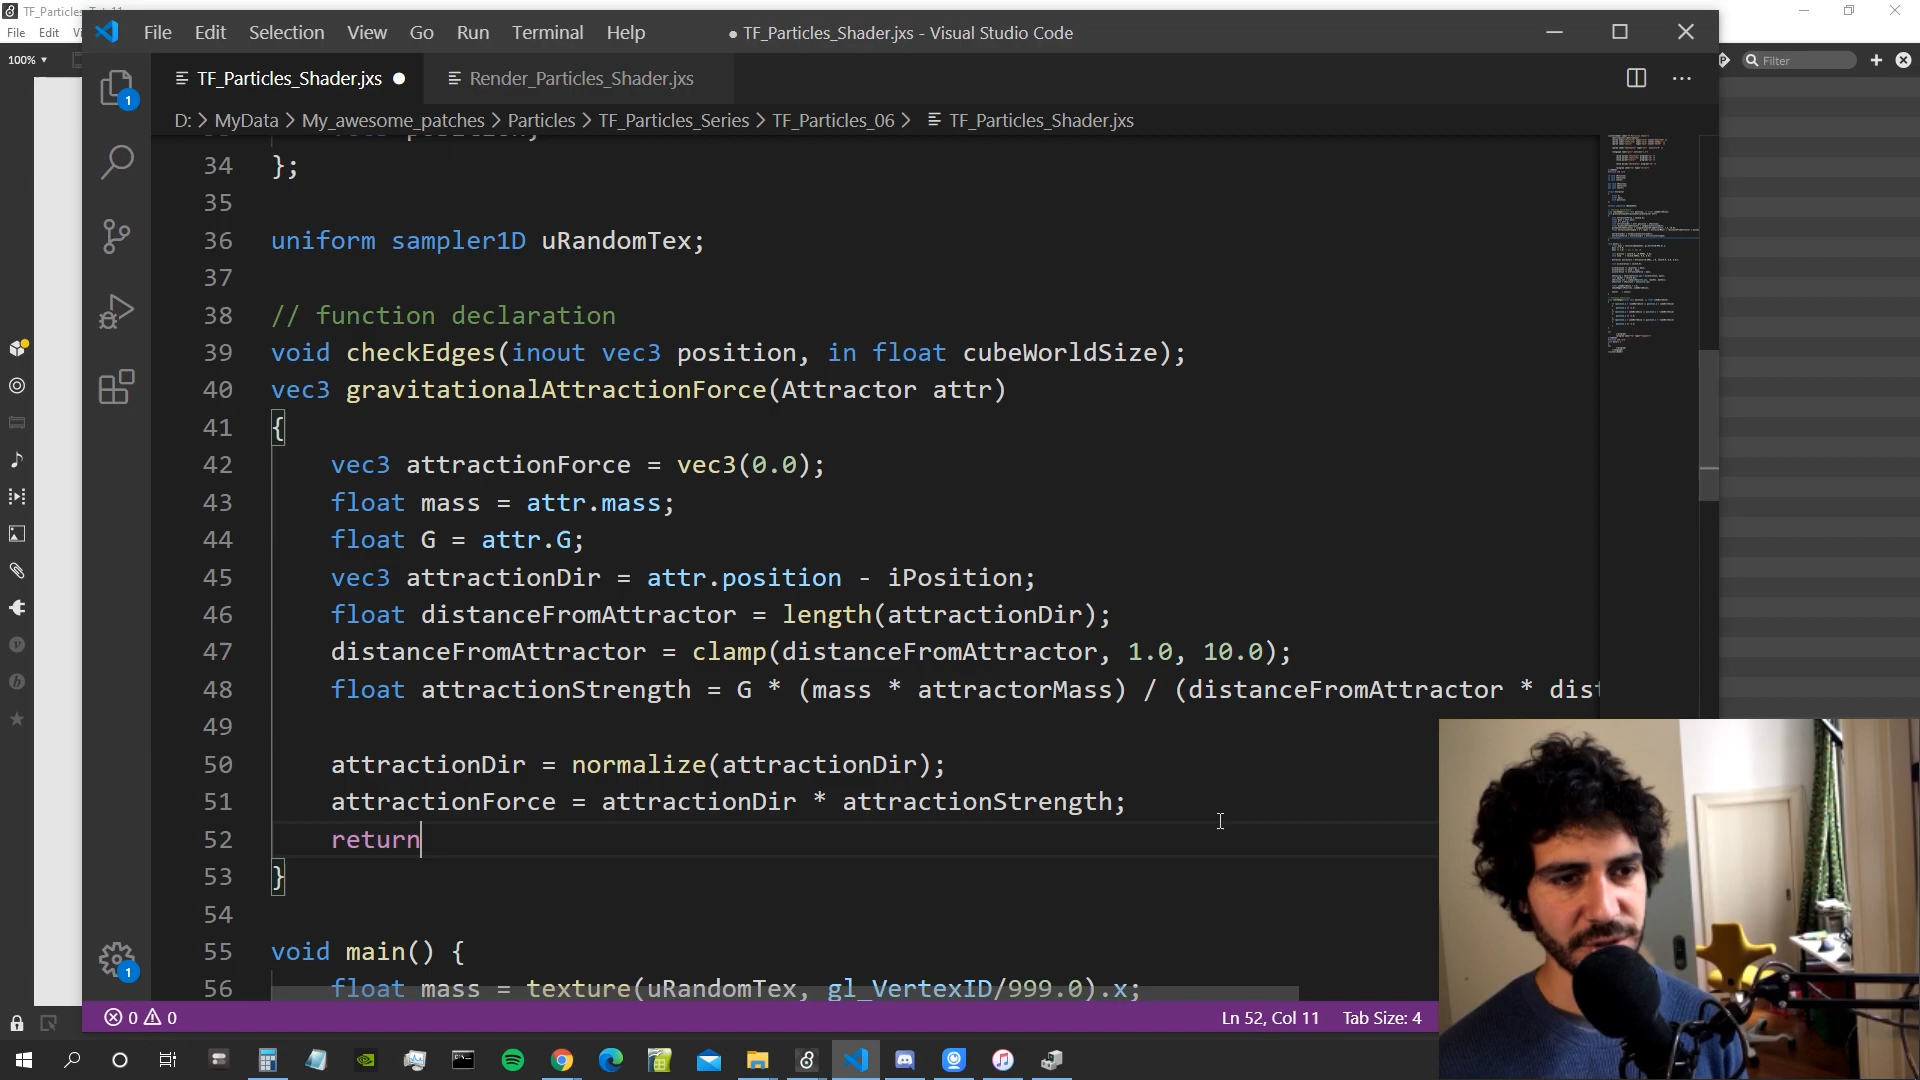 TF_Particles_Tut_11
File Edit
100%
File Edit Selection View Go Run Terminal Help
● TF_Particles_Shader.jxs - Visual Studio Code
TF_Particles_Shader.jxs
Render_Particles_Shader.jxs
Filter
D: > MyData > My_awesome_patches > Particles > TF_Particles_Series > TF_Particles_06 > TF_Particles_Shader.jxs
34 };
35
36 uniform sampler1D uRandomTex;
37
38 // function declaration
39 void checkEdges(inout vec3 position, in float cubeWorldSize);
40 vec3 gravitationalAttractionForce(Attractor attr)
41 {
42 vec3 attractionForce = vec3(0.0);
43 float mass = attr.mass;
44 float G = attr.G;
45 vec3 attractionDir = attr.position - iPosition;
46 float distanceFromAttractor = length(attractionDir);
47 distanceFromAttractor = clamp(distanceFromAttractor, 1.0, 10.0);
48 float attractionStrength = G * (mass * attractorMass) / (distanceFromAttractor * dist
49
50 attractionDir = normalize(attractionDir);
51 attractionForce = attractionDir * attractionStrength;
52 return
53 }
54
55 void main() {
56 float mass = texture(uRandomTex, gl_VertexID/999.0).x;
1
1
0 0
Ln 52, Col 11 Tab Size: 4